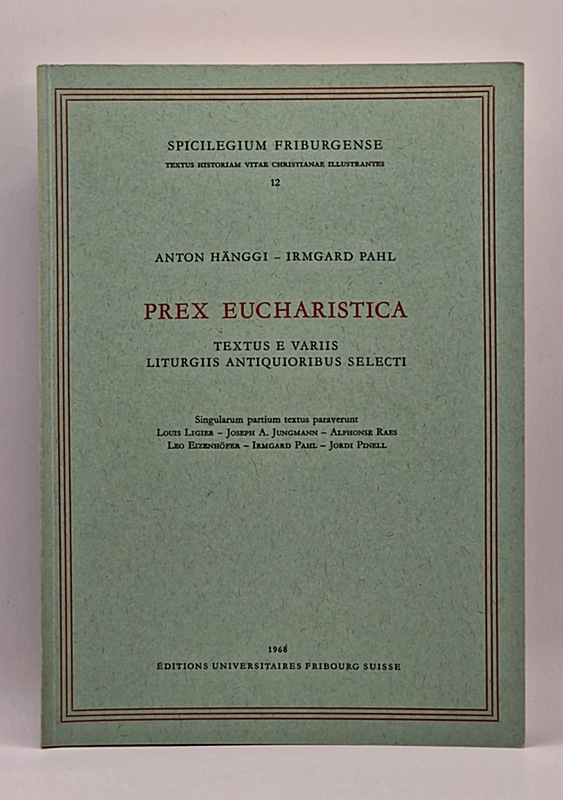 SPICILEGIUM FRIBURGENSE
TEXTUS HISTORIAM VITAE CHRISTIANAE ILLUSTRANTES
12
ANTON HÄNGGI – IRMGARD PAHL
PREX EUCHARISTICA
TEXTUS E VARIIS
LITURGIIS ANTIQUIORIBUS SELECTI
Singularum partium textus paraverunt
LOUIS LIGIER – JOSEPH A. JUNGMANN – ALPHONSE RAES
LEO EIZENHÖFER – IRMGARD PAHL – JORDI PINELL
1968
ÉDITIONS UNIVERSITAIRES FRIBOURG SUISSE